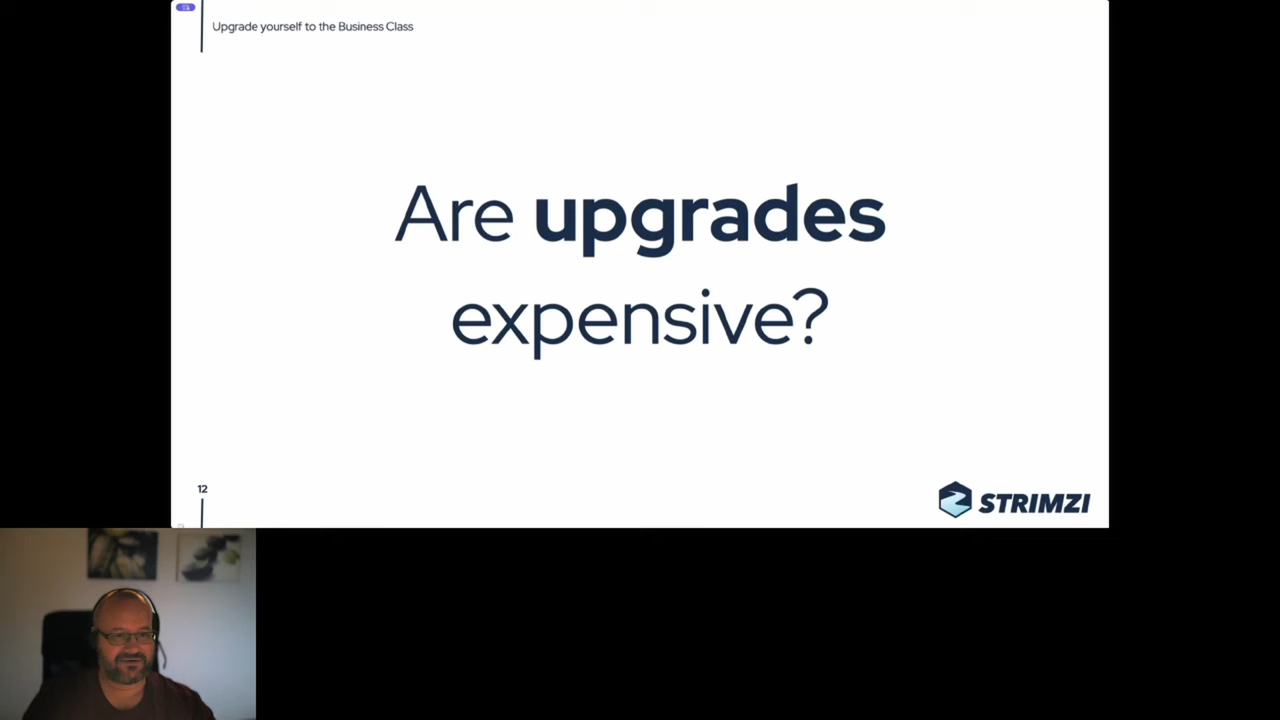 Upgrade yourself to the Business Class
Are upgrades
expensive?
12
STRIMZI